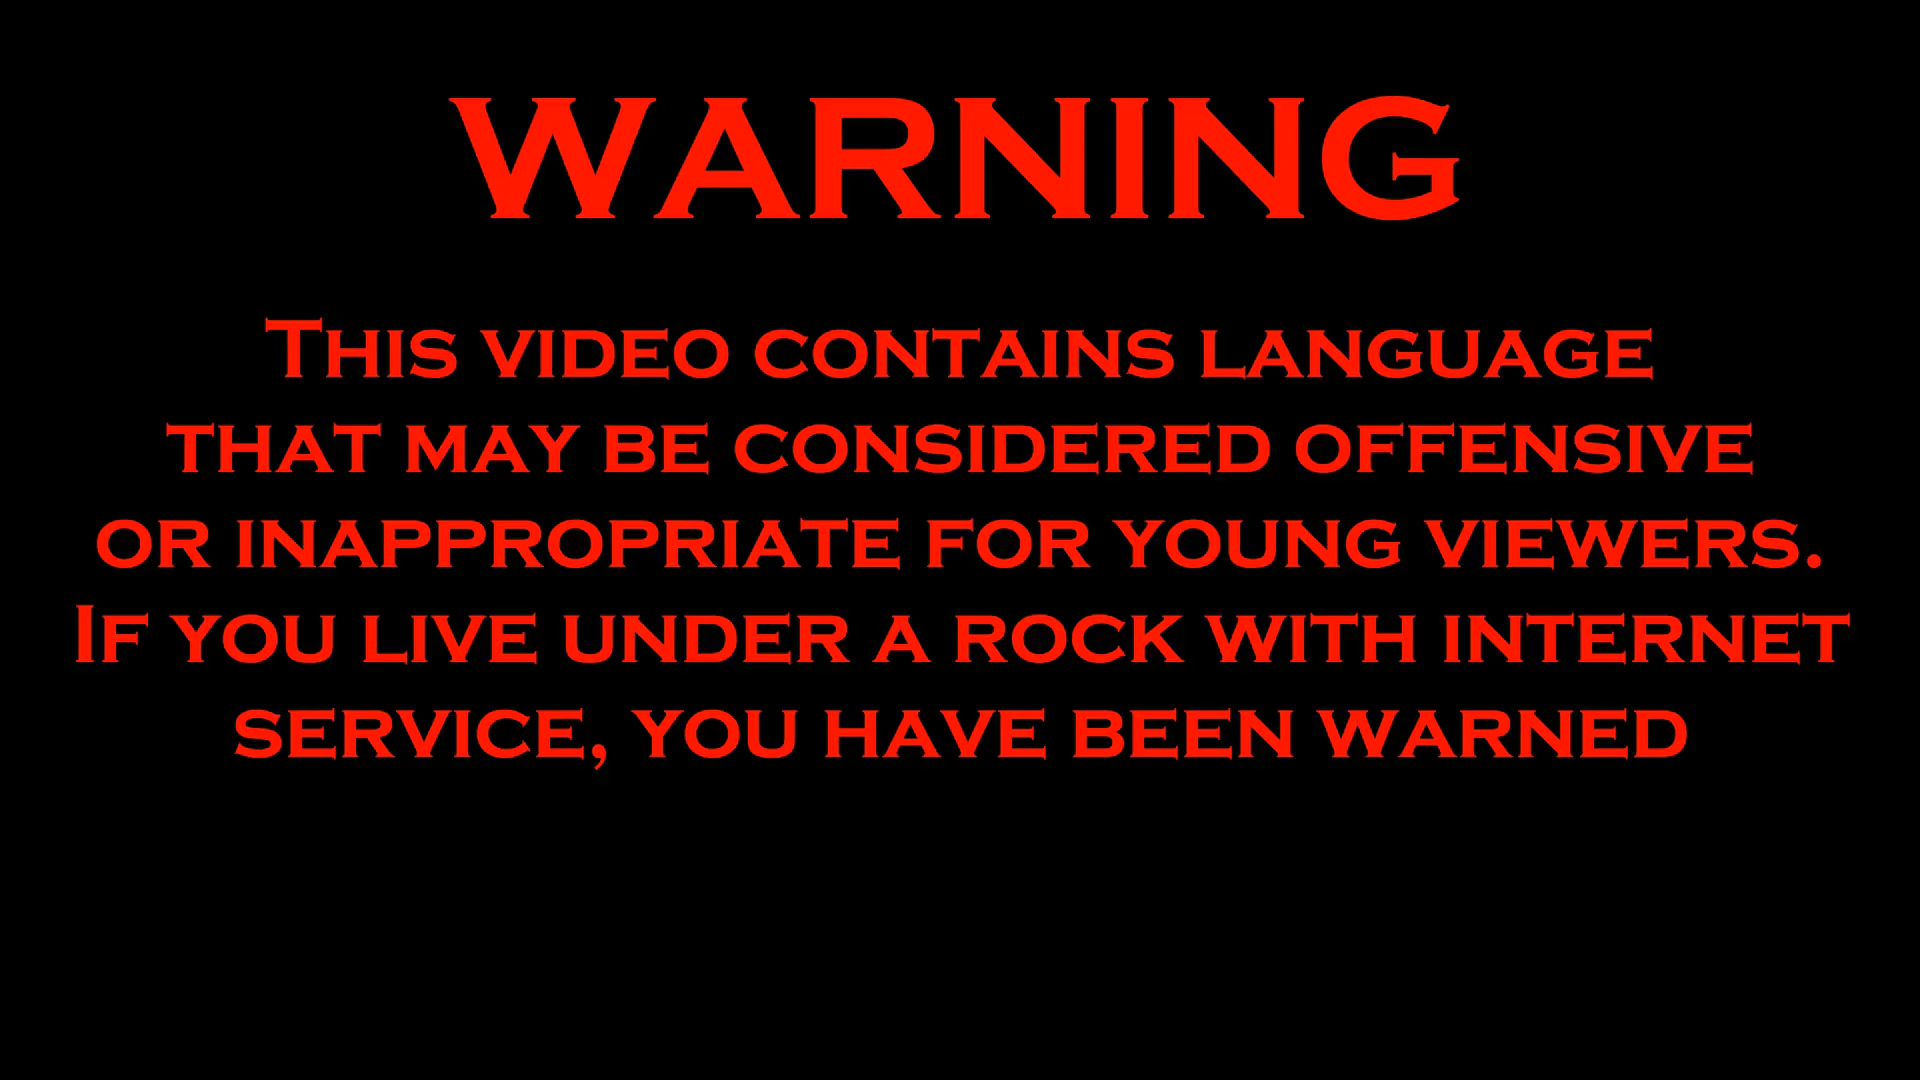 WARNING
This video contains language
that may be considered offensive
or inappropriate for young viewers.
If you live under a rock with internet
service, you have been warned